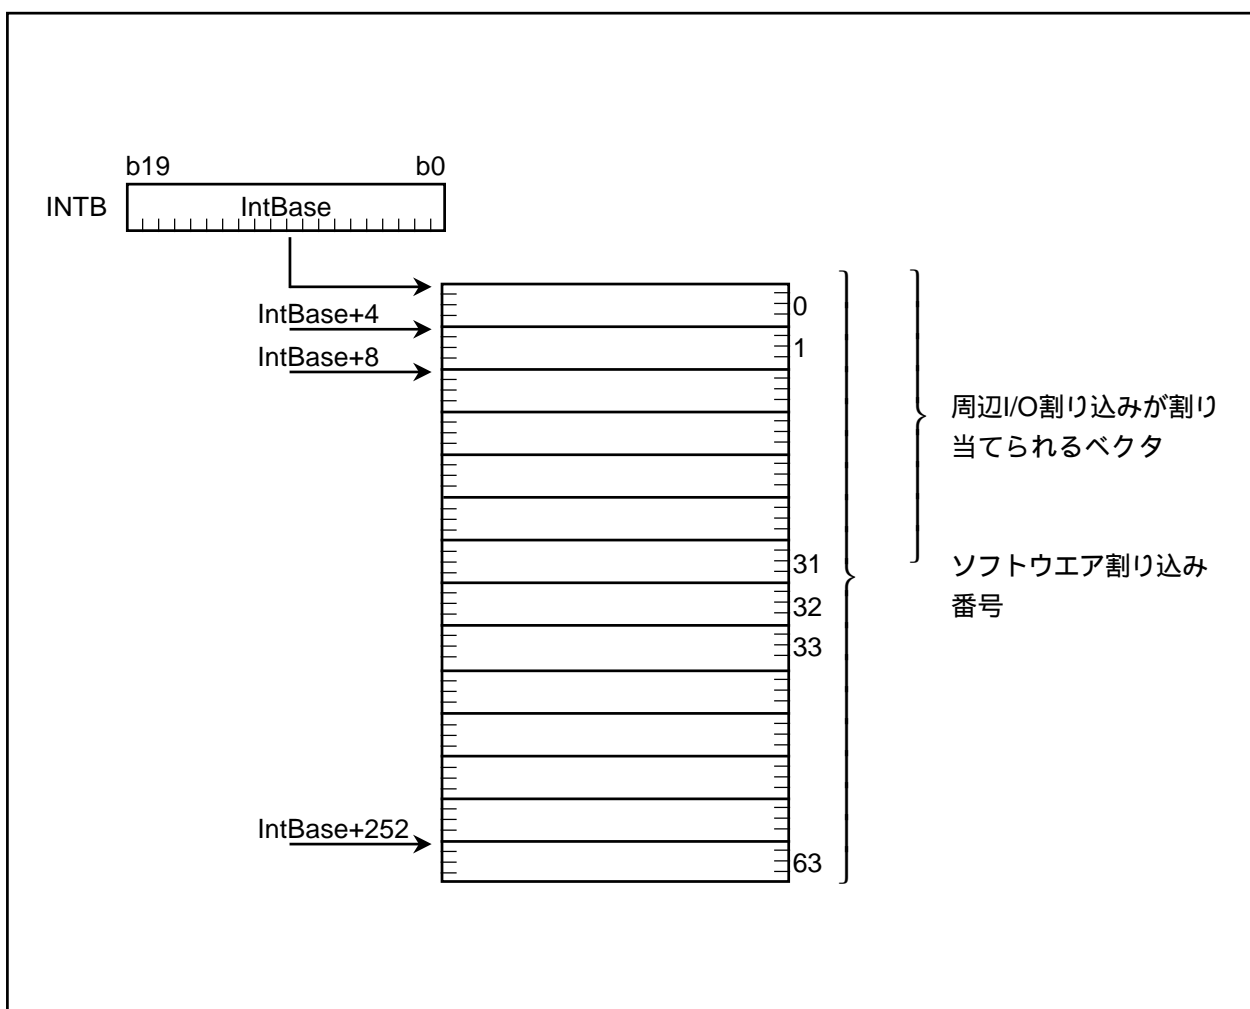 b19 b0
INTB IntBase
IntBase+4
0
IntBase+8
1
周辺I/O割り込みが割り
当てられるベクタ
31
ソフトウエア割り込み
番号
32
33
IntBase+252
63